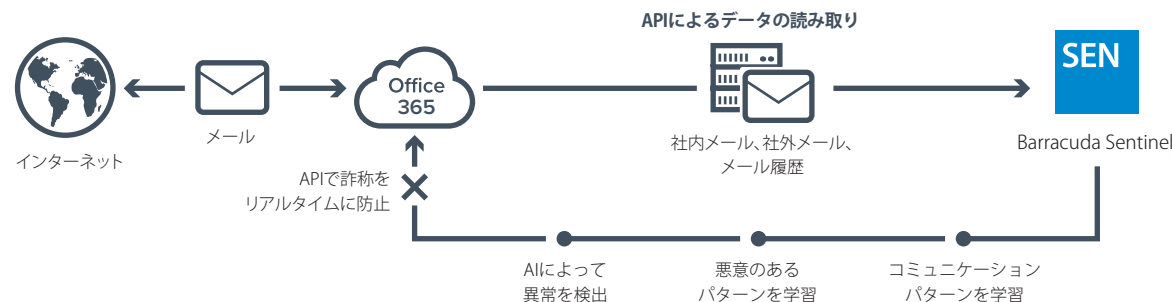 APIによるデータの読み取り
SEN
Office
365
メール
インターネット
社内メール、社外メール、
メール履歴
Barracuda Sentinel
APIで詐称を
リアルタイムに防止
AIによって
異常を検出
悪意のある
パターンを学習
コミュニケーション
パターンを学習